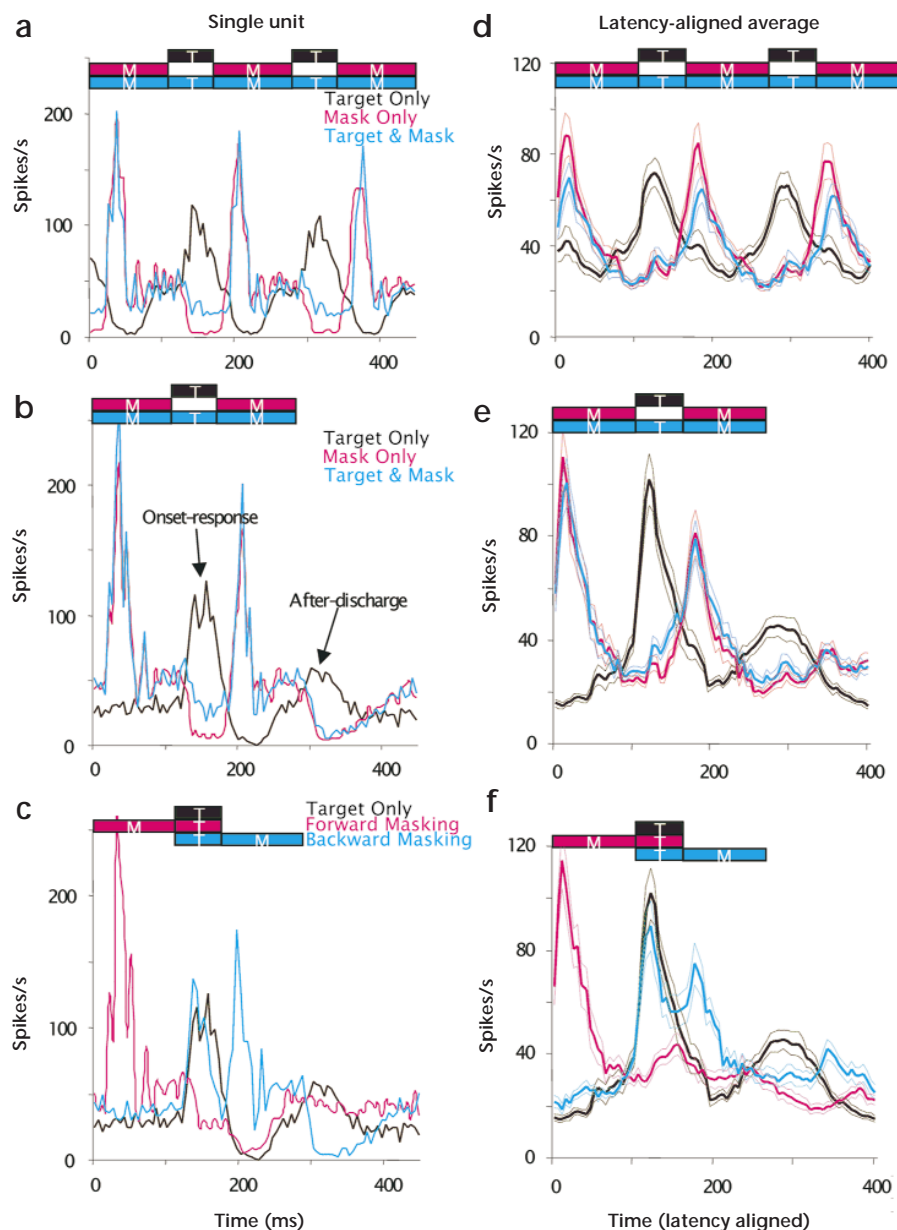 Single unit
Latency-aligned average
a
T
T
M
M
M
M
T
M
T
M
Target Only
Mask Only
Target & Mask
Spikes/s
200
100
0
0
200
400
d
T
T
M
M
M
M
T
M
T
M
Spikes/s
120
80
40
0
0
200
400
b
T
M
M
M
T
M
Target Only
Mask Only
Target & Mask
Onset-response
After-discharge
Spikes/s
200
100
0
0
200
400
e
T
M
M
M
T
M
Spikes/s
120
80
40
0
0
200
400
c
T
M
T
T
M
Target Only
Forward Masking
Backward Masking
Spikes/s
200
100
0
0
200
400
Time (ms)
f
T
M
T
T
M
Spikes/s
120
80
40
0
0
200
400
Time (latency aligned)